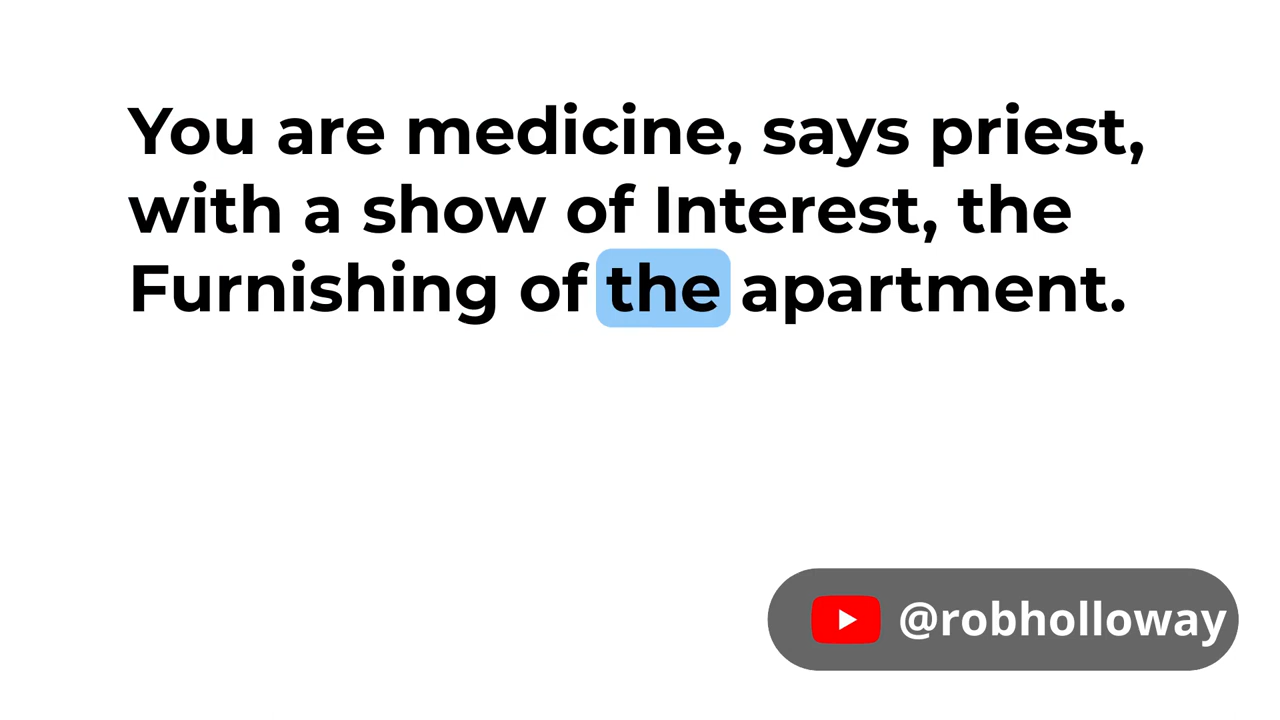 You are medicine, says priest,
with a show of Interest, the
Furnishing of the apartment.
@robholloway